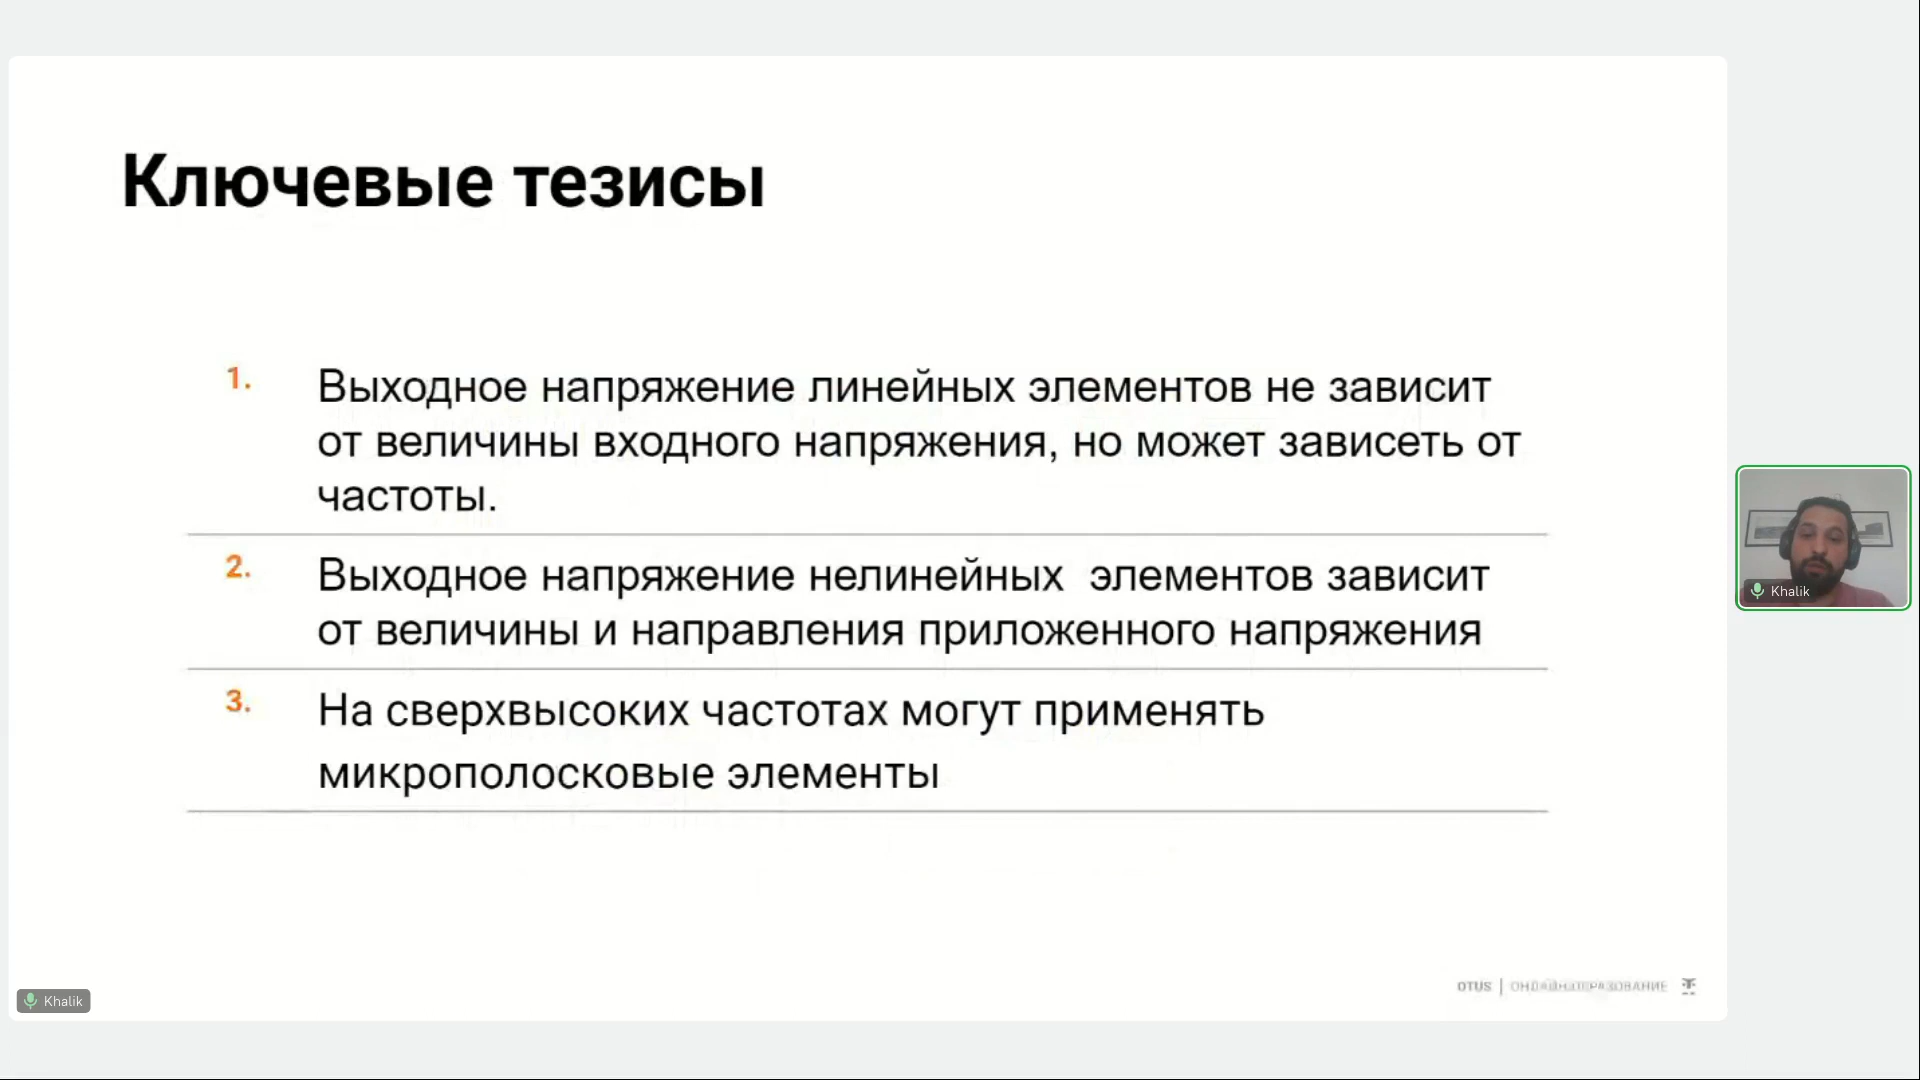 Ключевые тезисы
1. Выходное напряжение линейных элементов не зависит
от величины входного напряжения, но может зависеть от
частоты.
2. Выходное напряжение нелинейных элементов зависит
от величины и направления приложенного напряжения
3. На сверхвысоких частотах могут применять
микрополосковые элементы
Khalik
OTUS | ОНЛАЙН-ОБРАЗОВАНИЕ
Khalik